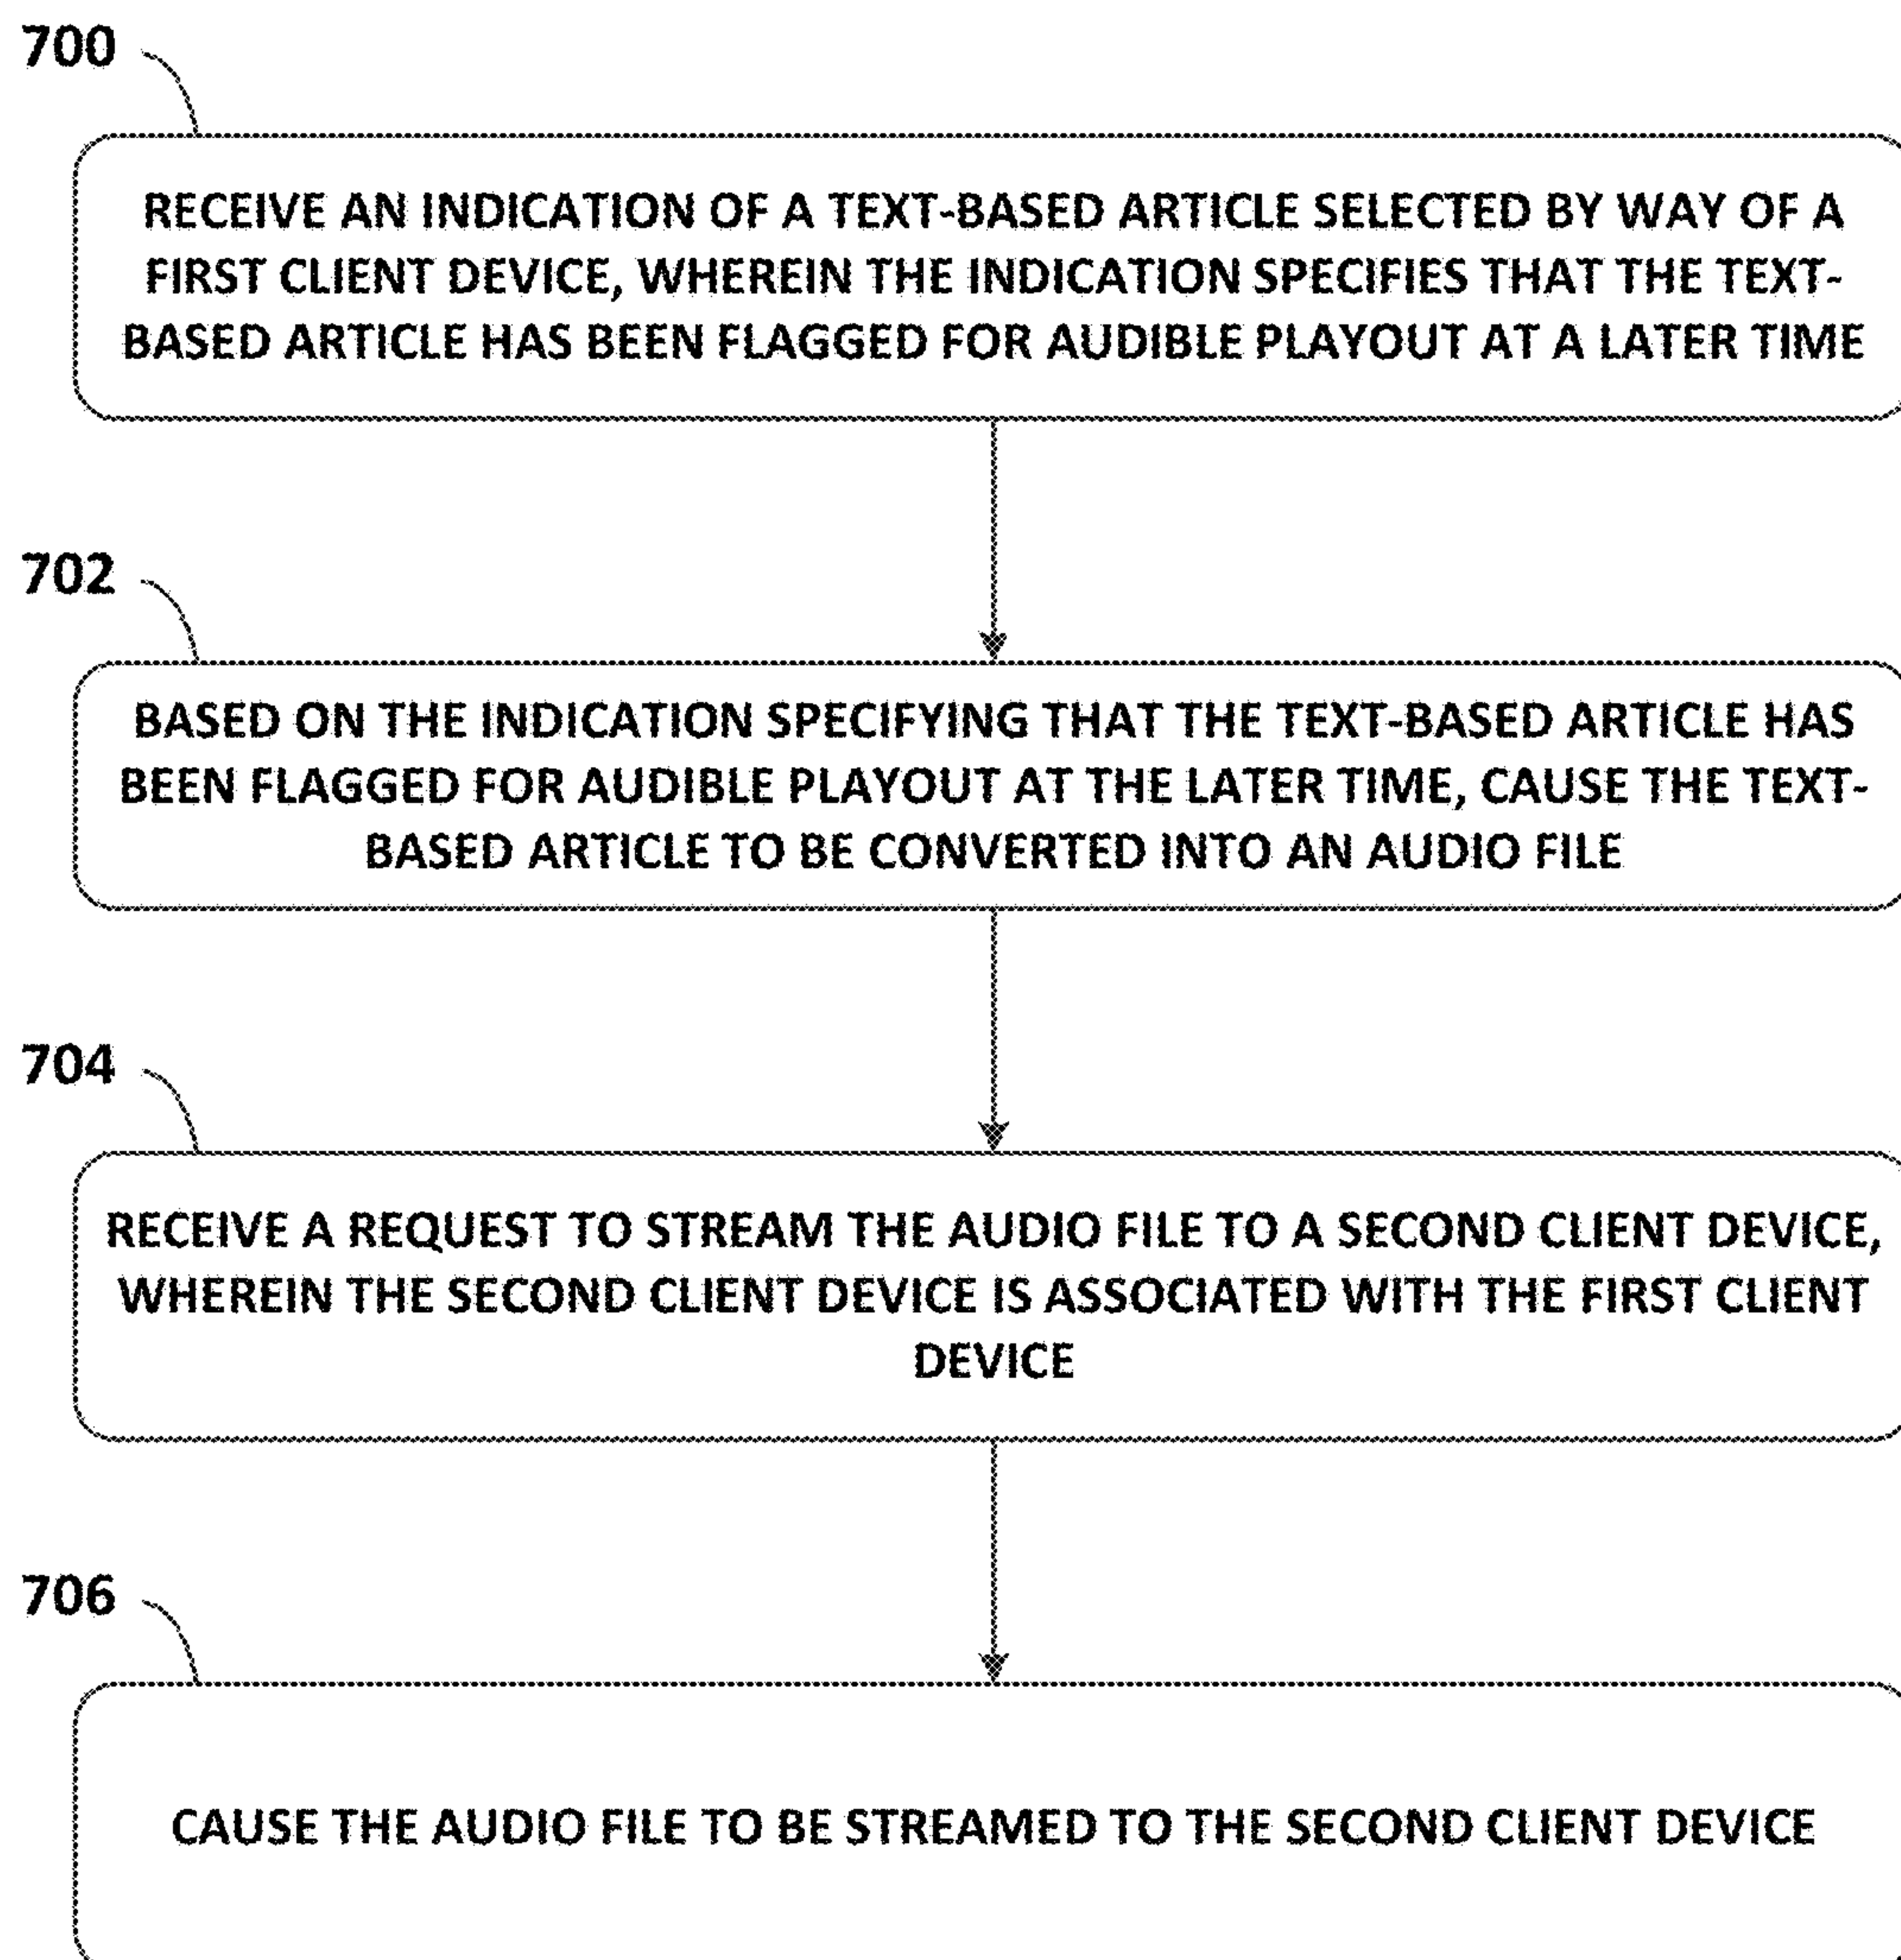 700
RECEIVE AN INDICATION OF A TEXT-BASED ARTICLE SELECTED BY WAY OF A
FIRST CLIENT DEVICE, WHEREIN THE INDICATION SPECIFIES THAT THE TEXT-
BASED ARTICLE HAS BEEN FLAGGED FOR AUDIBLE PLAYOUT AT A LATER TIME
702
BASED ON THE INDICATION SPECIFYING THAT THE TEXT-BASED ARTICLE HAS
BEEN FLAGGED FOR AUDIBLE PLAYOUT AT THE LATER TIME, CAUSE THE TEXT-
BASED ARTICLE TO BE CONVERTED INTO AN AUDIO FILE
704
RECEIVE A REQUEST TO STREAM THE AUDIO FILE TO A SECOND CLIENT DEVICE,
WHEREIN THE SECOND CLIENT DEVICE IS ASSOCIATED WITH THE FIRST CLIENT
DEVICE
706
CAUSE THE AUDIO FILE TO BE STREAMED TO THE SECOND CLIENT DEVICE